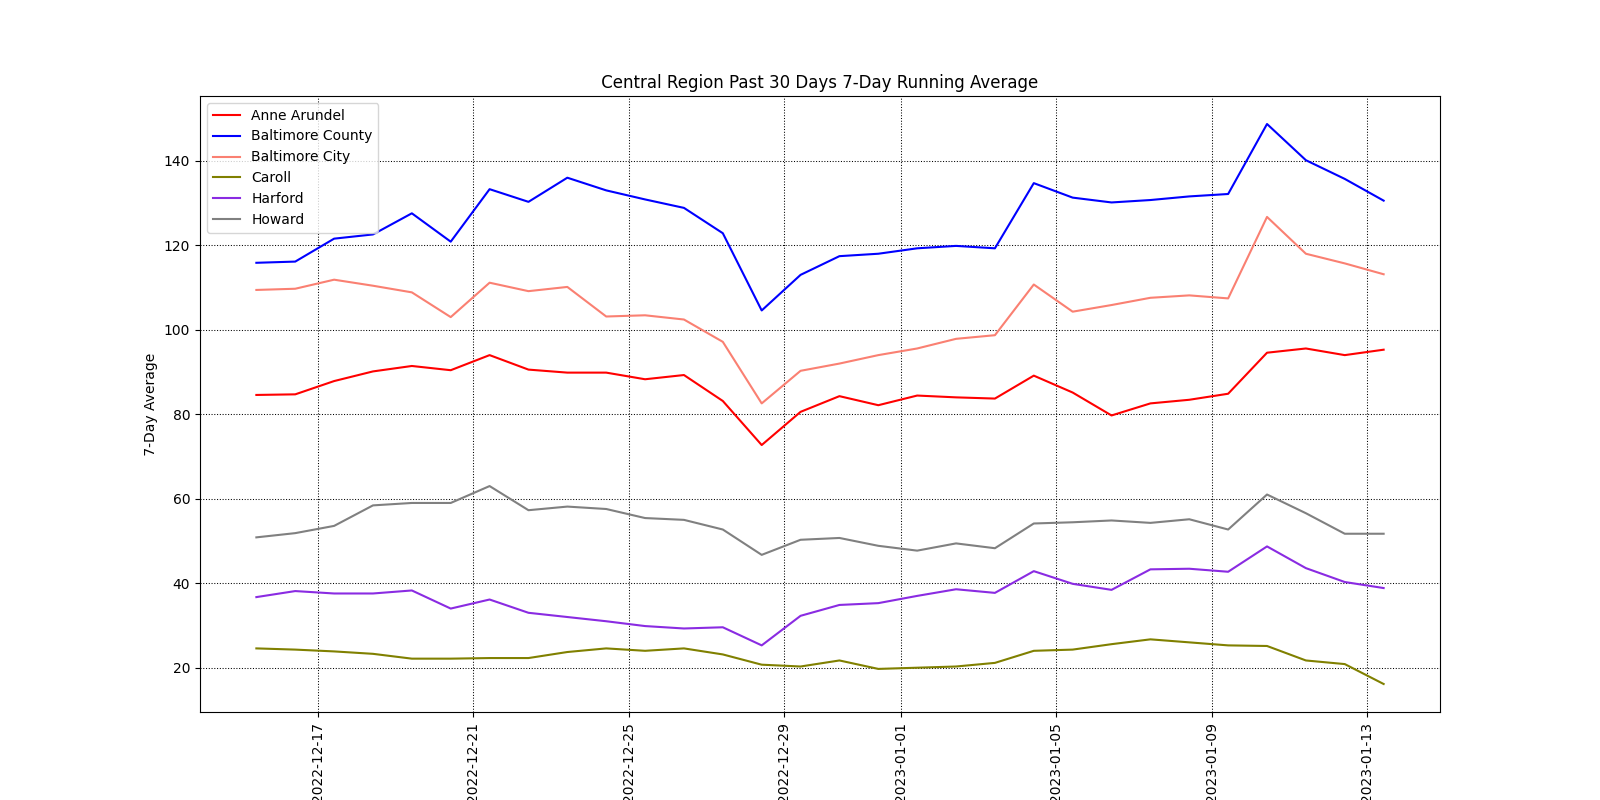 Central Region Past 30 Days 7-Day Running Average
Anne Arundel
Baltimore County
Baltimore City
Caroll
Harford
Howard
7-Day Average
140
120
100
80
60
40
20
2022-12-17
2022-12-21
2022-12-25
2022-12-29
2023-01-01
2023-01-05
2023-01-09
2023-01-13